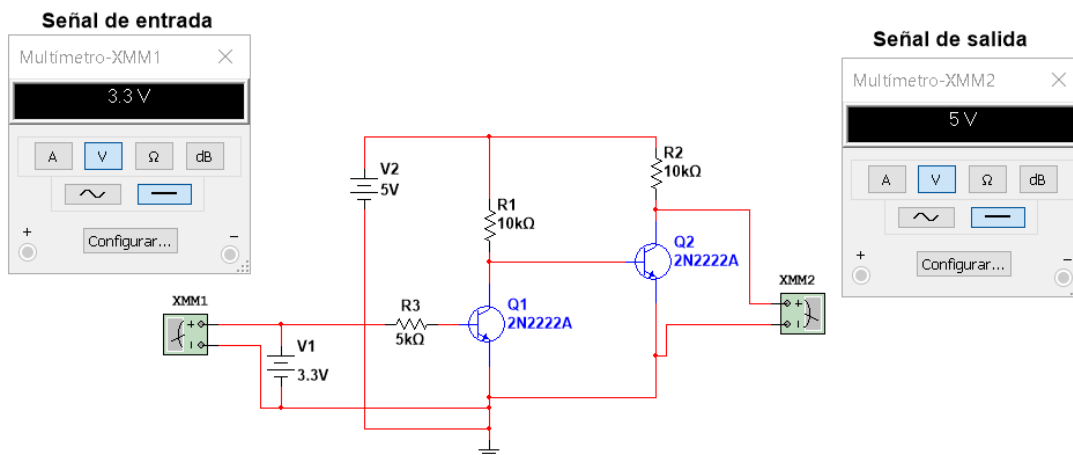 Señal de entrada
Multímetro-XMM1
3.3 V
A V Ω dB
+ Configurar... −
Señal de salida
Multímetro-XMM2
5 V
A V Ω dB
+ Configurar... −
V2
5V
R1
10kΩ
R2
10kΩ
Q2
2N2222A
XMM2
+
XMM1
+
R3
5kΩ
Q1
2N2222A
V1
3.3V